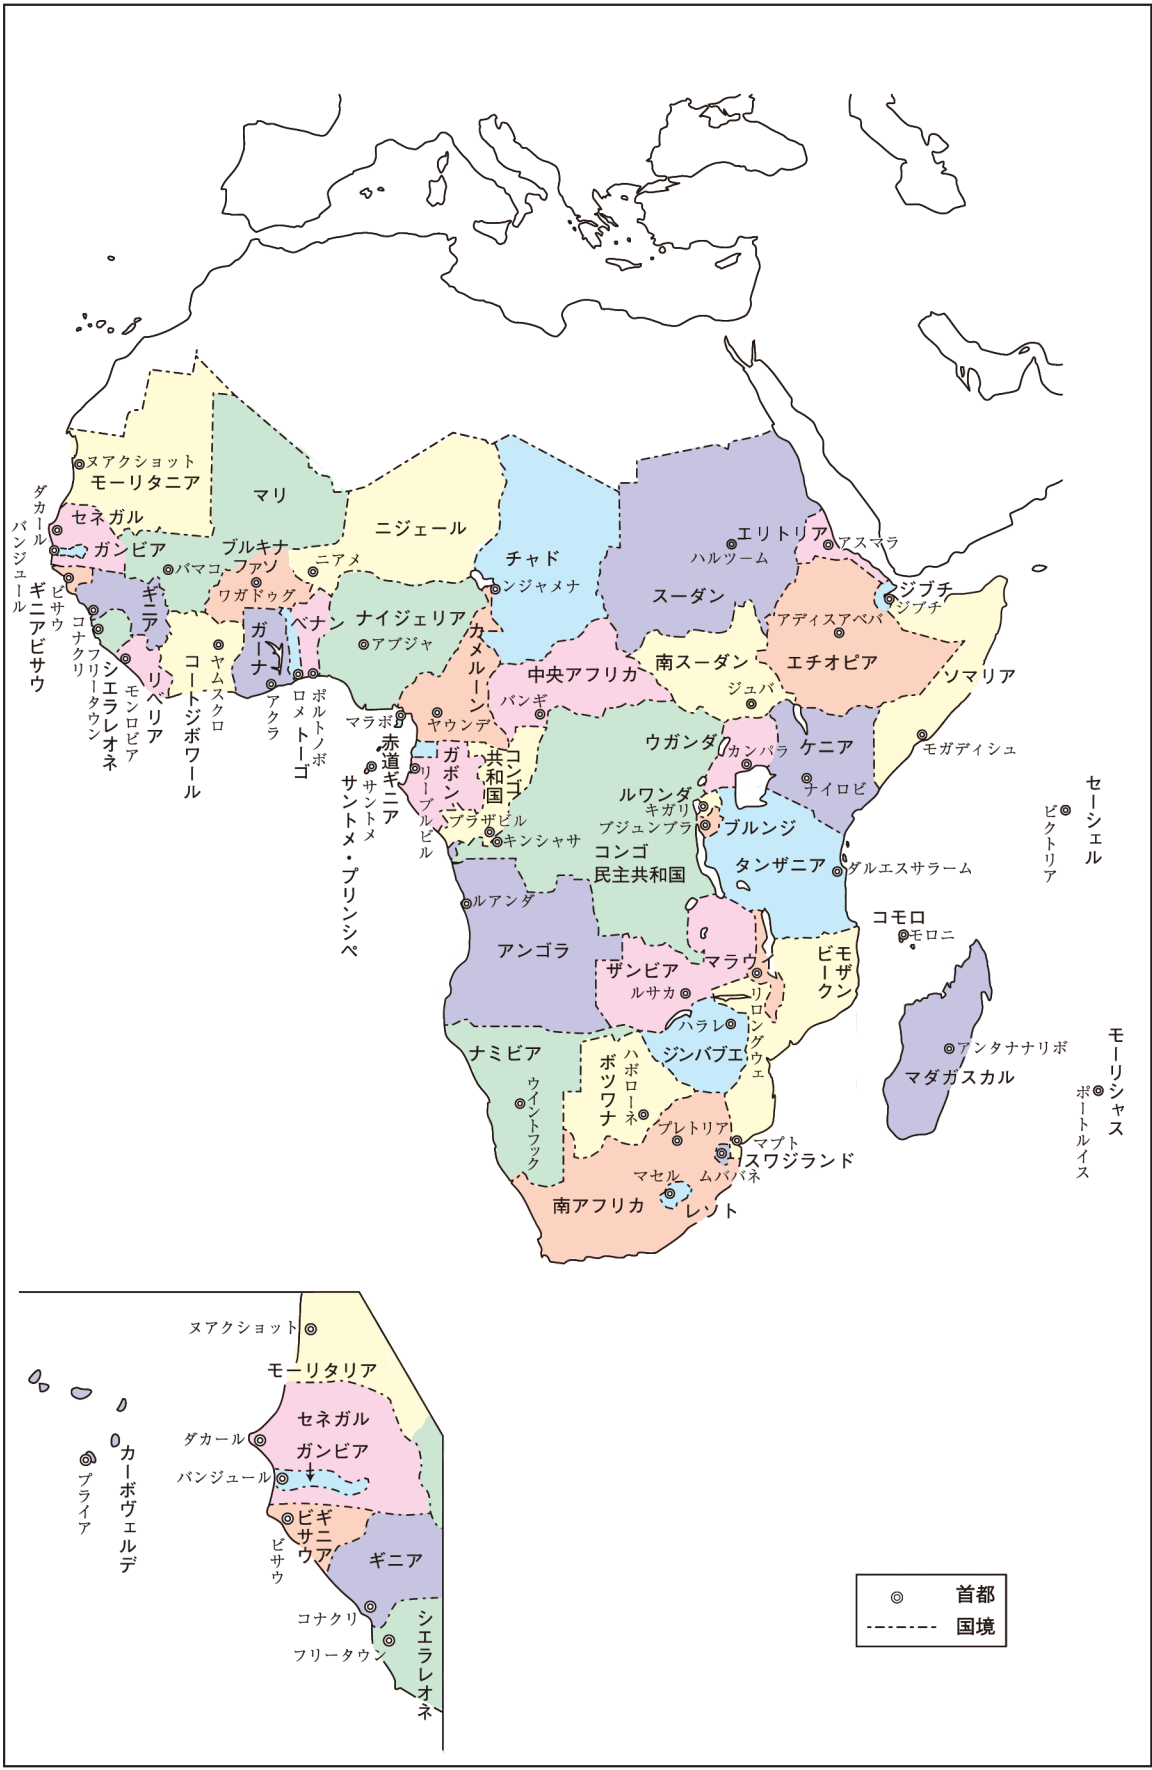 ヌアクショット
モーリタニア
マリ
ニジェール
チャド
スーダン
ハルツーム
エリトリア
アスマラ
ダカール
セネガル
バンジュール
ガンビア
バマコ
ブルキナ
ファソ
ワガドゥグ
ニアメ
ンジャメナ
ジブチ
ジブチ
アディスアベバ
エチオピア
ソマリア
モガディシュ
ギニアビサウ
ビサウ
ギニア
コナクリ
フリータウン
シエラレオネ
モンロビア
リベリア
コートジボワール
ヤムスクロ
ガーナ
アクラ
ベナン
ロメ
トーゴ
ポルトノボ
ナイジェリア
アブジャ
カメルーン
ヤウンデ
中央アフリカ
バンギ
南スーダン
ジュバ
マラボ
赤道ギニア
サントメ
サントメ・プリンシペ
リーブルビル
ガボン
コンゴ
共和国
ブラザビル
キンシャサ
コンゴ
民主共和国
ウガンダ
カンパラ
ケニア
ナイロビ
ルワンダ
キガリ
ブジュンブラ
ブルンジ
タンザニア
ダルエスサラーム
セーシェル
ビクトリア
コモロ
モロニ
ルアンダ
アンゴラ
ザンビア
ルサカ
マラウイ
リロングウェ
モザン
ビーク
ハラレ
ジンバブエ
ナミビア
ウイントフック
ボツワナ
ハボローネ
アンタナナリボ
マダガスカル
モーリシャス
ポートルイス
プレトリア
マプト
スワジランド
ムババネ
マセル
レソト
南アフリカ
ヌアクショット
モーリタリア
セネガル
ダカール
ガンビア
バンジュール
カーボヴェルデ
プライア
ギニ
ビサウ
ア
ビサウ
ギニア
コナクリ
フリータウン
シエラレオネ
首都
国境